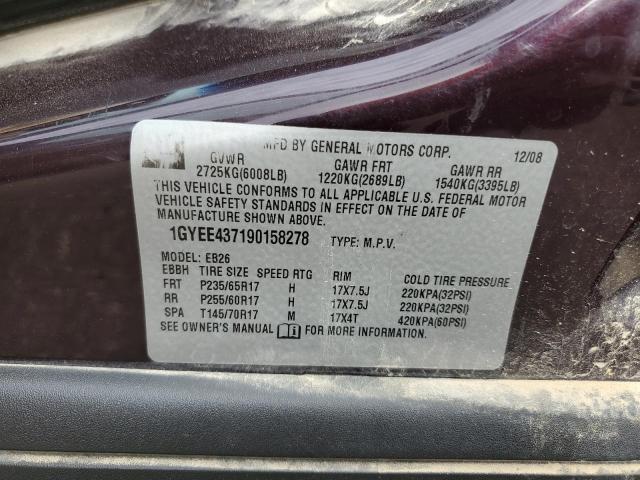 MFD BY GENERAL MOTORS CORP. 12/08
GVWR GAWR FRT GAWR RR
2725KG(6008LB) 1220KG(2689LB) 1540KG(3395LB)
THIS VEHICLE CONFORMS TO ALL APPLICABLE U.S. FEDERAL MOTOR
VEHICLE SAFETY STANDARDS IN EFFECT ON THE DATE OF
MANUFACTURE SHOWN ABOVE.
1GYEE437190158278 TYPE: M.P.V.
MODEL: EB26
EBBH TIRE SIZE SPEED RTG RIM COLD TIRE PRESSURE
FRT P235/65R17 H 17X7.5J 220KPA(32PSI)
RR P255/60R17 H 17X7.5J 220KPA(32PSI)
SPA T145/70R17 M 17X4T 420KPA(60PSI)
SEE OWNER'S MANUAL FOR MORE INFORMATION.